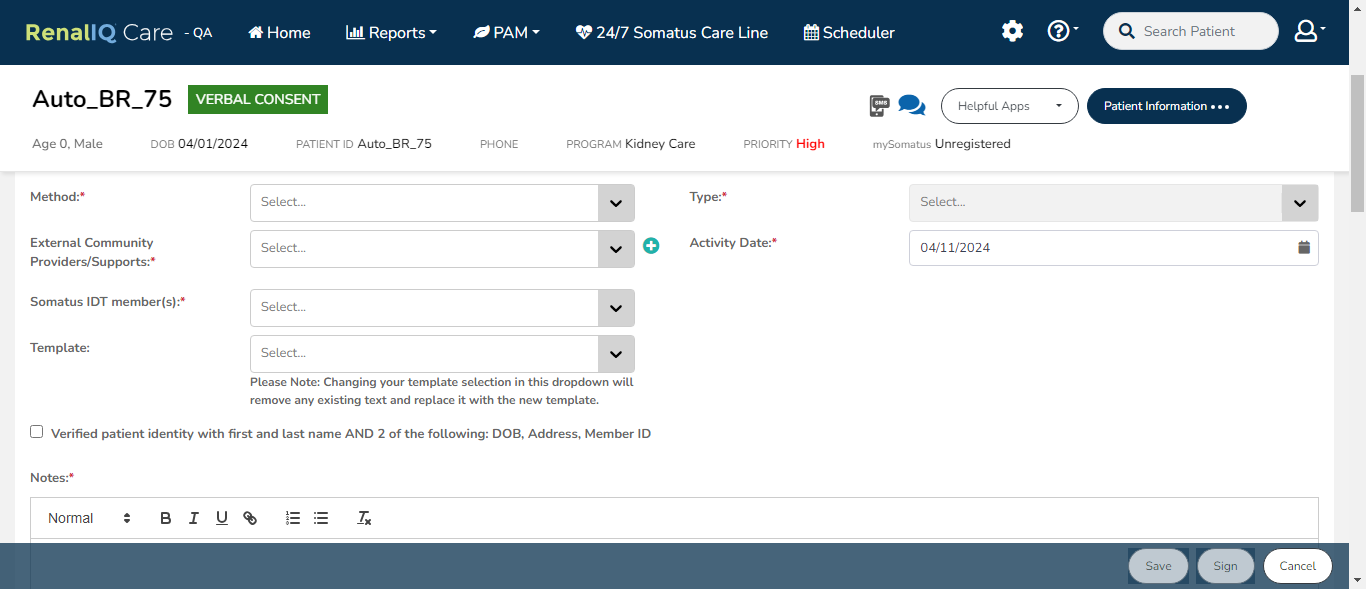 RenalIQ Care - QA Home Reports PAM 24/7 Somatus Care Line Scheduler Search Patient
Auto_BR_75 VERBAL CONSENT SMS Helpful Apps Patient Information
Age 0, Male DOB 04/01/2024 PATIENT ID Auto_BR_75 PHONE PROGRAM Kidney Care PRIORITY High mySomatus Unregistered
Method:* Select... Type:* Select...
External Community
Providers/Supports:* Select... Activity Date:* 04/11/2024
Somatus IDT member(s):* Select...
Template: Select...
Please Note: Changing your template selection in this dropdown will
remove any existing text and replace it with the new template.
Verified patient identity with first and last name AND 2 of the following: DOB, Address, Member ID
Notes:*
Normal B I U
Save Sign Cancel